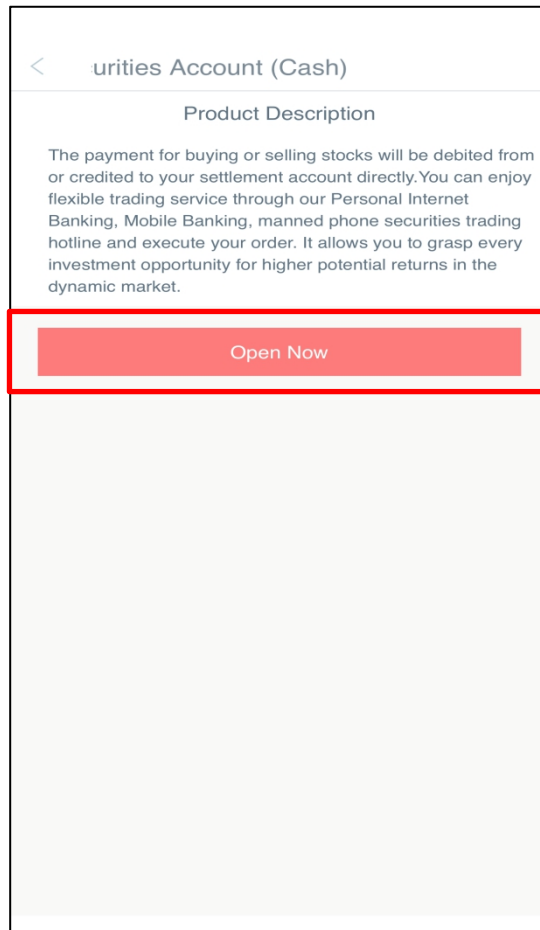 urities Account (Cash)
Product Description
The payment for buying or selling stocks will be debited from
or credited to your settlement account directly.You can enjoy
flexible trading service through our Personal Internet
Banking, Mobile Banking, manned phone securities trading
hotline and execute your order. It allows you to grasp every
investment opportunity for higher potential returns in the
dynamic market.
Open Now